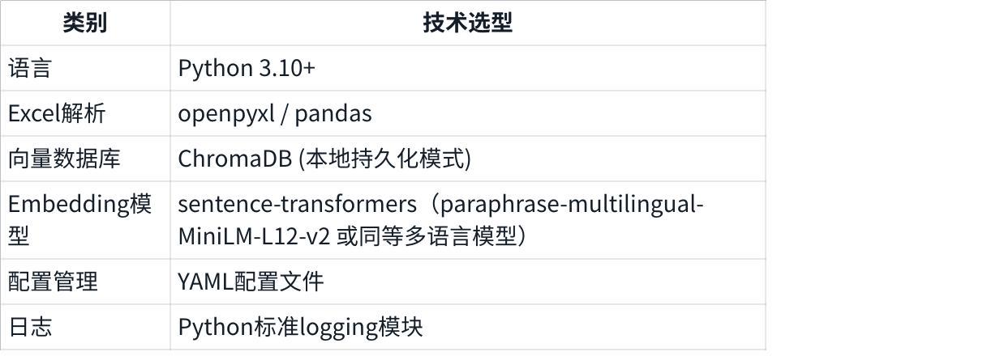 类别 技术选型
语言 Python 3.10+
Excel解析 openpyxl / pandas
向量数据库 ChromaDB (本地持久化模式)
Embedding模型 sentence-transformers（paraphrase-multilingual-
MiniLM-L12-v2 或同等多语言模型）
配置管理 YAML配置文件
日志 Python标准logging模块